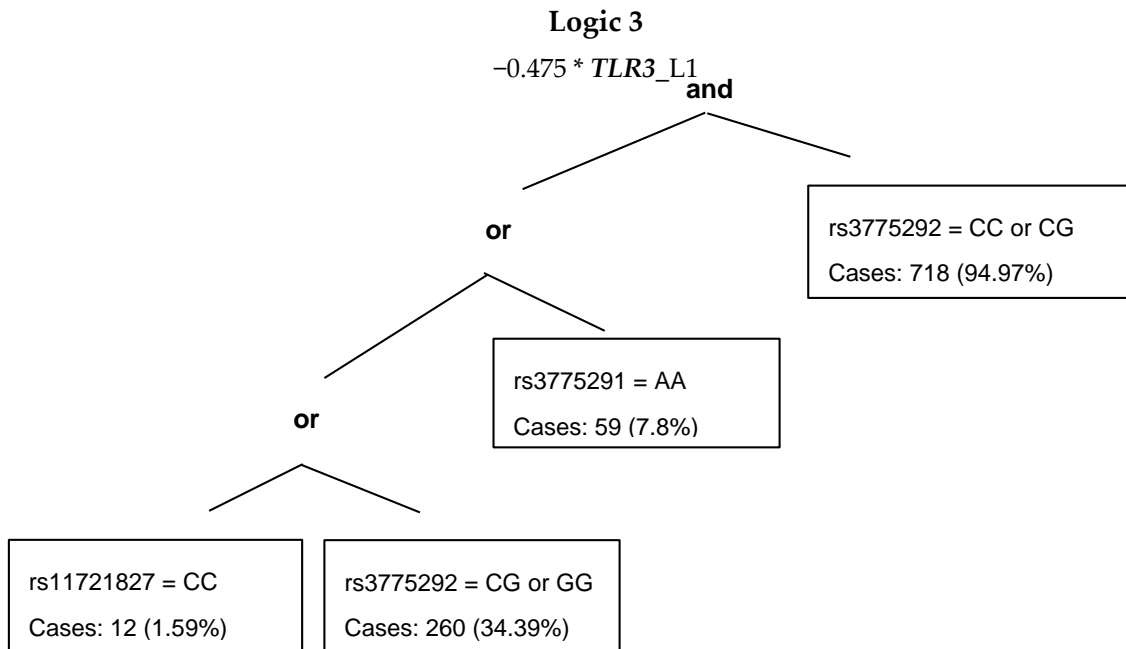 Logic 3
−0.475 * TLR3_L1
and
or
rs3775292 = CC or CG
Cases: 718 (94.97%)
rs3775291 = AA
Cases: 59 (7.8%)
or
rs11721827 = CC
Cases: 12 (1.59%)
rs3775292 = CG or GG
Cases: 260 (34.39%)